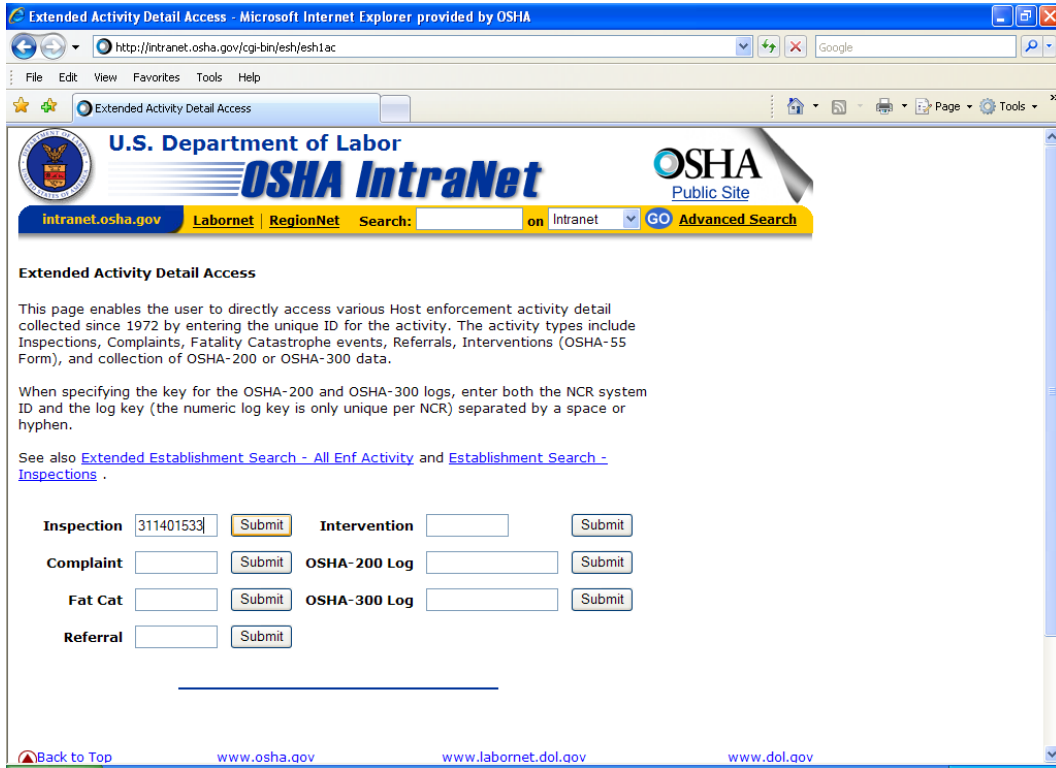 Extended Activity Detail Access - Microsoft Internet Explorer provided by OSHA
http://intranet.osha.gov/cgi-bin/esh/esh1ac
Google
File Edit View Favorites Tools Help
Extended Activity Detail Access
Page Tools
U.S. Department of Labor
OSHA IntraNet
OSHA
Public Site
intranet.osha.gov Labornet | RegionNet Search: on Intranet GO Advanced Search
Extended Activity Detail Access
This page enables the user to directly access various Host enforcement activity detail
collected since 1972 by entering the unique ID for the activity. The activity types include
Inspections, Complaints, Fatality Catastrophe events, Referrals, Interventions (OSHA-55
Form), and collection of OSHA-200 or OSHA-300 data.
When specifying the key for the OSHA-200 and OSHA-300 logs, enter both the NCR system
ID and the log key (the numeric log key is only unique per NCR) separated by a space or
hyphen.
See also Extended Establishment Search - All Enf Activity and Establishment Search -
Inspections .
Inspection 311401533 Submit Intervention Submit
Complaint Submit OSHA-200 Log Submit
Fat Cat Submit OSHA-300 Log Submit
Referral Submit
Back to Top www.osha.gov www.labornet.dol.gov www.dol.gov